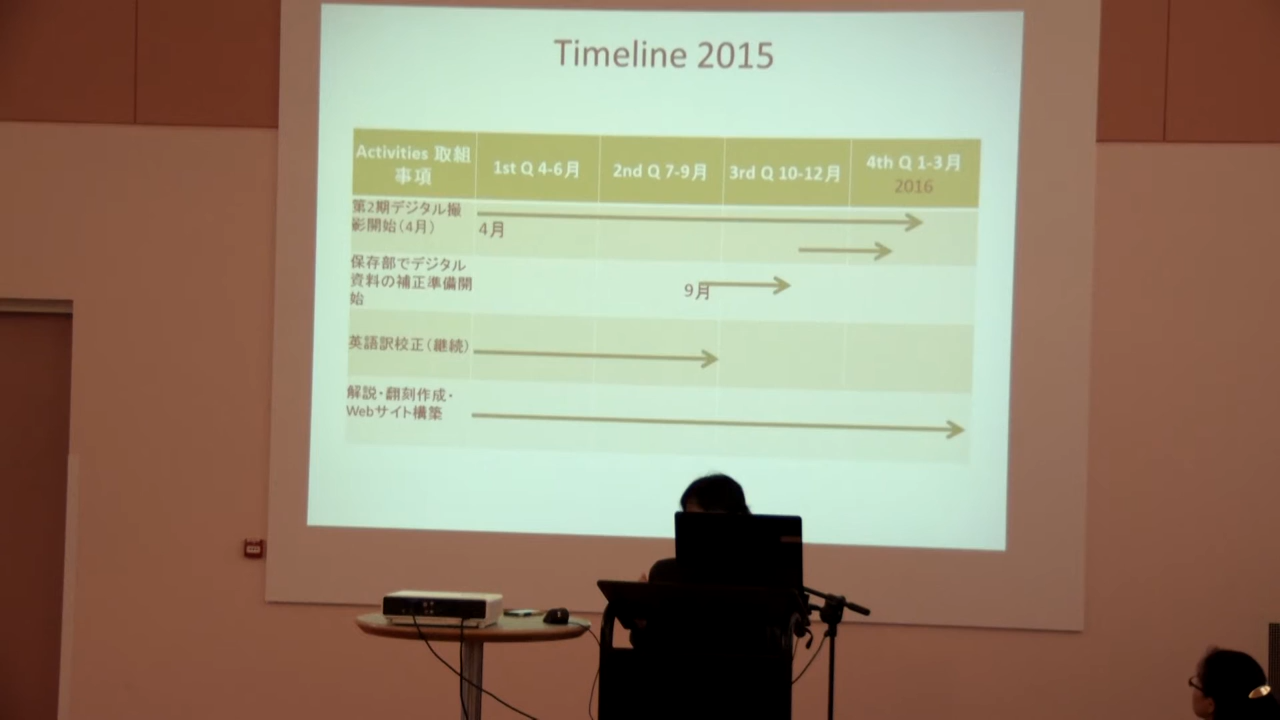 Timeline 2015
Activities 取組
事項
1st Q 4-6月
2nd Q 7-9月
3rd Q 10-12月
4th Q 1-3月
2016
第2期デジタル撮
影開始(4月)
4月
保存部でデジタル
資料の補正準備開
始
9月
英語訳校正(継続)
解説・翻刻作成・
Webサイト構築